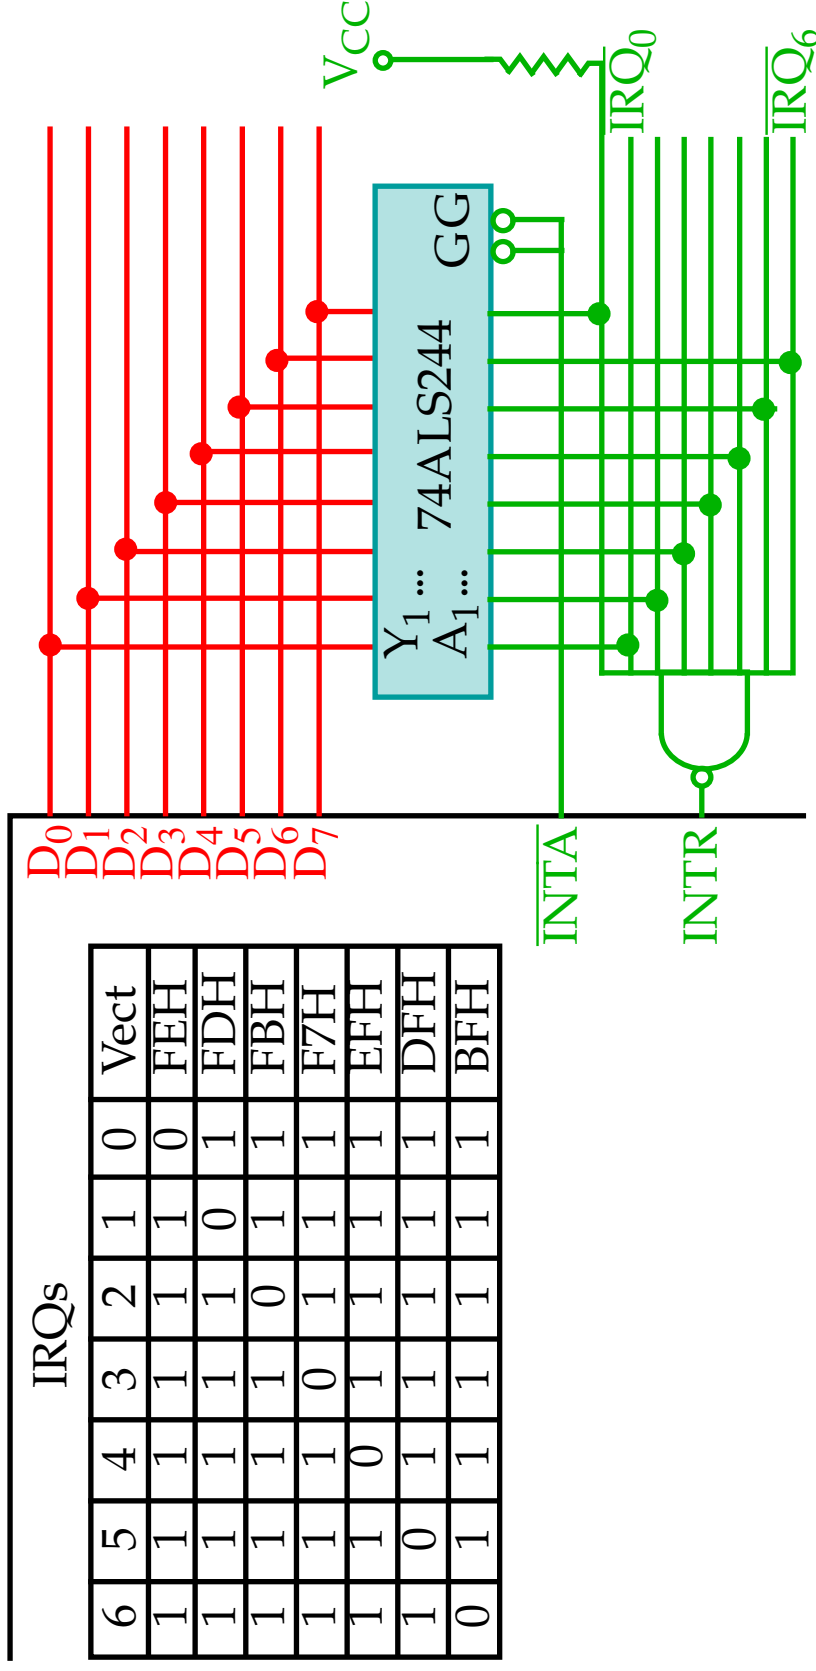 IRQs
6 5 4 3 2 1 0 Vect
1 1 1 1 1 1 0 FEH
1 1 1 1 1 0 1 FDH
1 1 1 1 0 1 1 FBH
1 1 1 0 1 1 1 F7H
1 1 0 1 1 1 1 EFH
1 0 1 1 1 1 1 DFH
0 1 1 1 1 1 1 BFH
D₀
D₁
D₂
D₃
D₄
D₅
D₆
D₇
V_CC
Y₁ ...
A₁... 74ALS244 GG
I̅N̅T̅A̅
I̅R̅Q̅₀
INTR
I̅R̅Q̅₆